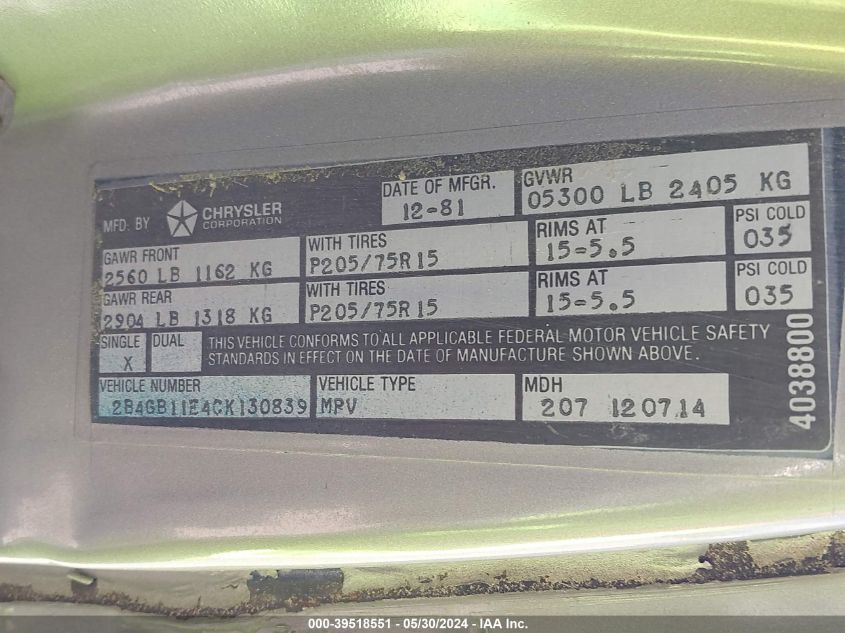 MFD. BY CHRYSLER CORPORATION
DATE OF MFGR.
12-81
GVWR
05300 LB 2405 KG
GAWR FRONT
2560 LB 1162 KG
WITH TIRES
P205/75R15
RIMS AT
15=5.5
PSI COLD
035
GAWR REAR
2904 LB 1318 KG
WITH TIRES
P205/75R15
RIMS AT
15=5.5
PSI COLD
035
SINGLE
X
DUAL
THIS VEHICLE CONFORMS TO ALL APPLICABLE FEDERAL MOTOR VEHICLE SAFETY
STANDARDS IN EFFECT ON THE DATE OF MANUFACTURE SHOWN ABOVE.
VEHICLE NUMBER
2B4GB11E4CK130839
VEHICLE TYPE
MPV
MDH
207 120714
4038800
000-39518551 - 05/30/2024 - IAA Inc.